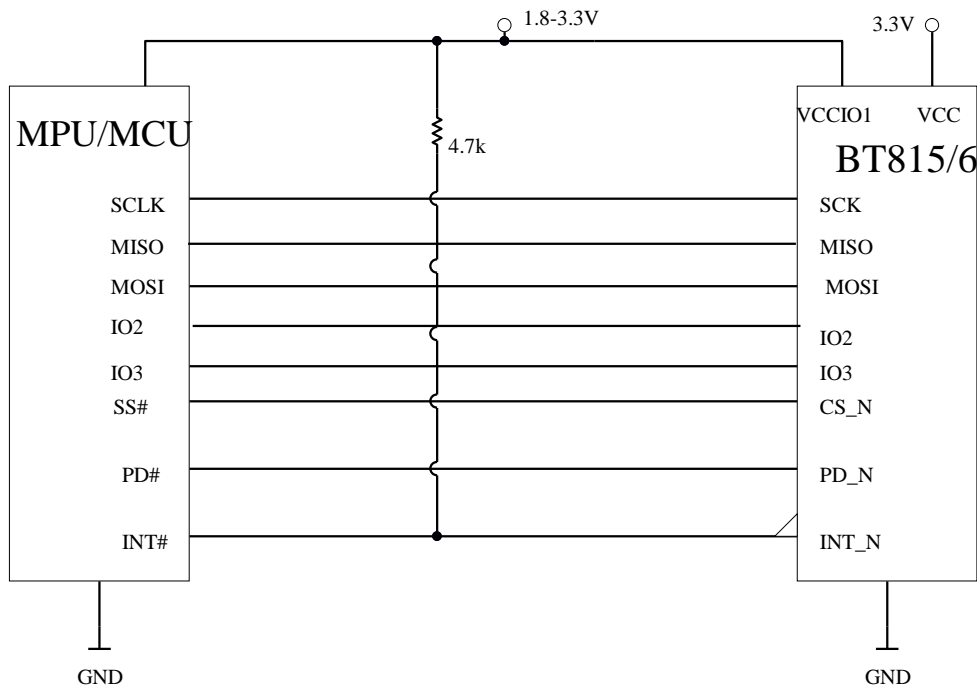 1.8-3.3V
3.3V
VCCIO1 VCC
MPU/MCU
4.7k
BT815/6
SCLK
SCK
MISO
MISO
MOSI
MOSI
IO2
IO2
IO3
IO3
SS#
CS_N
PD#
PD_N
INT#
INT_N
GND
GND